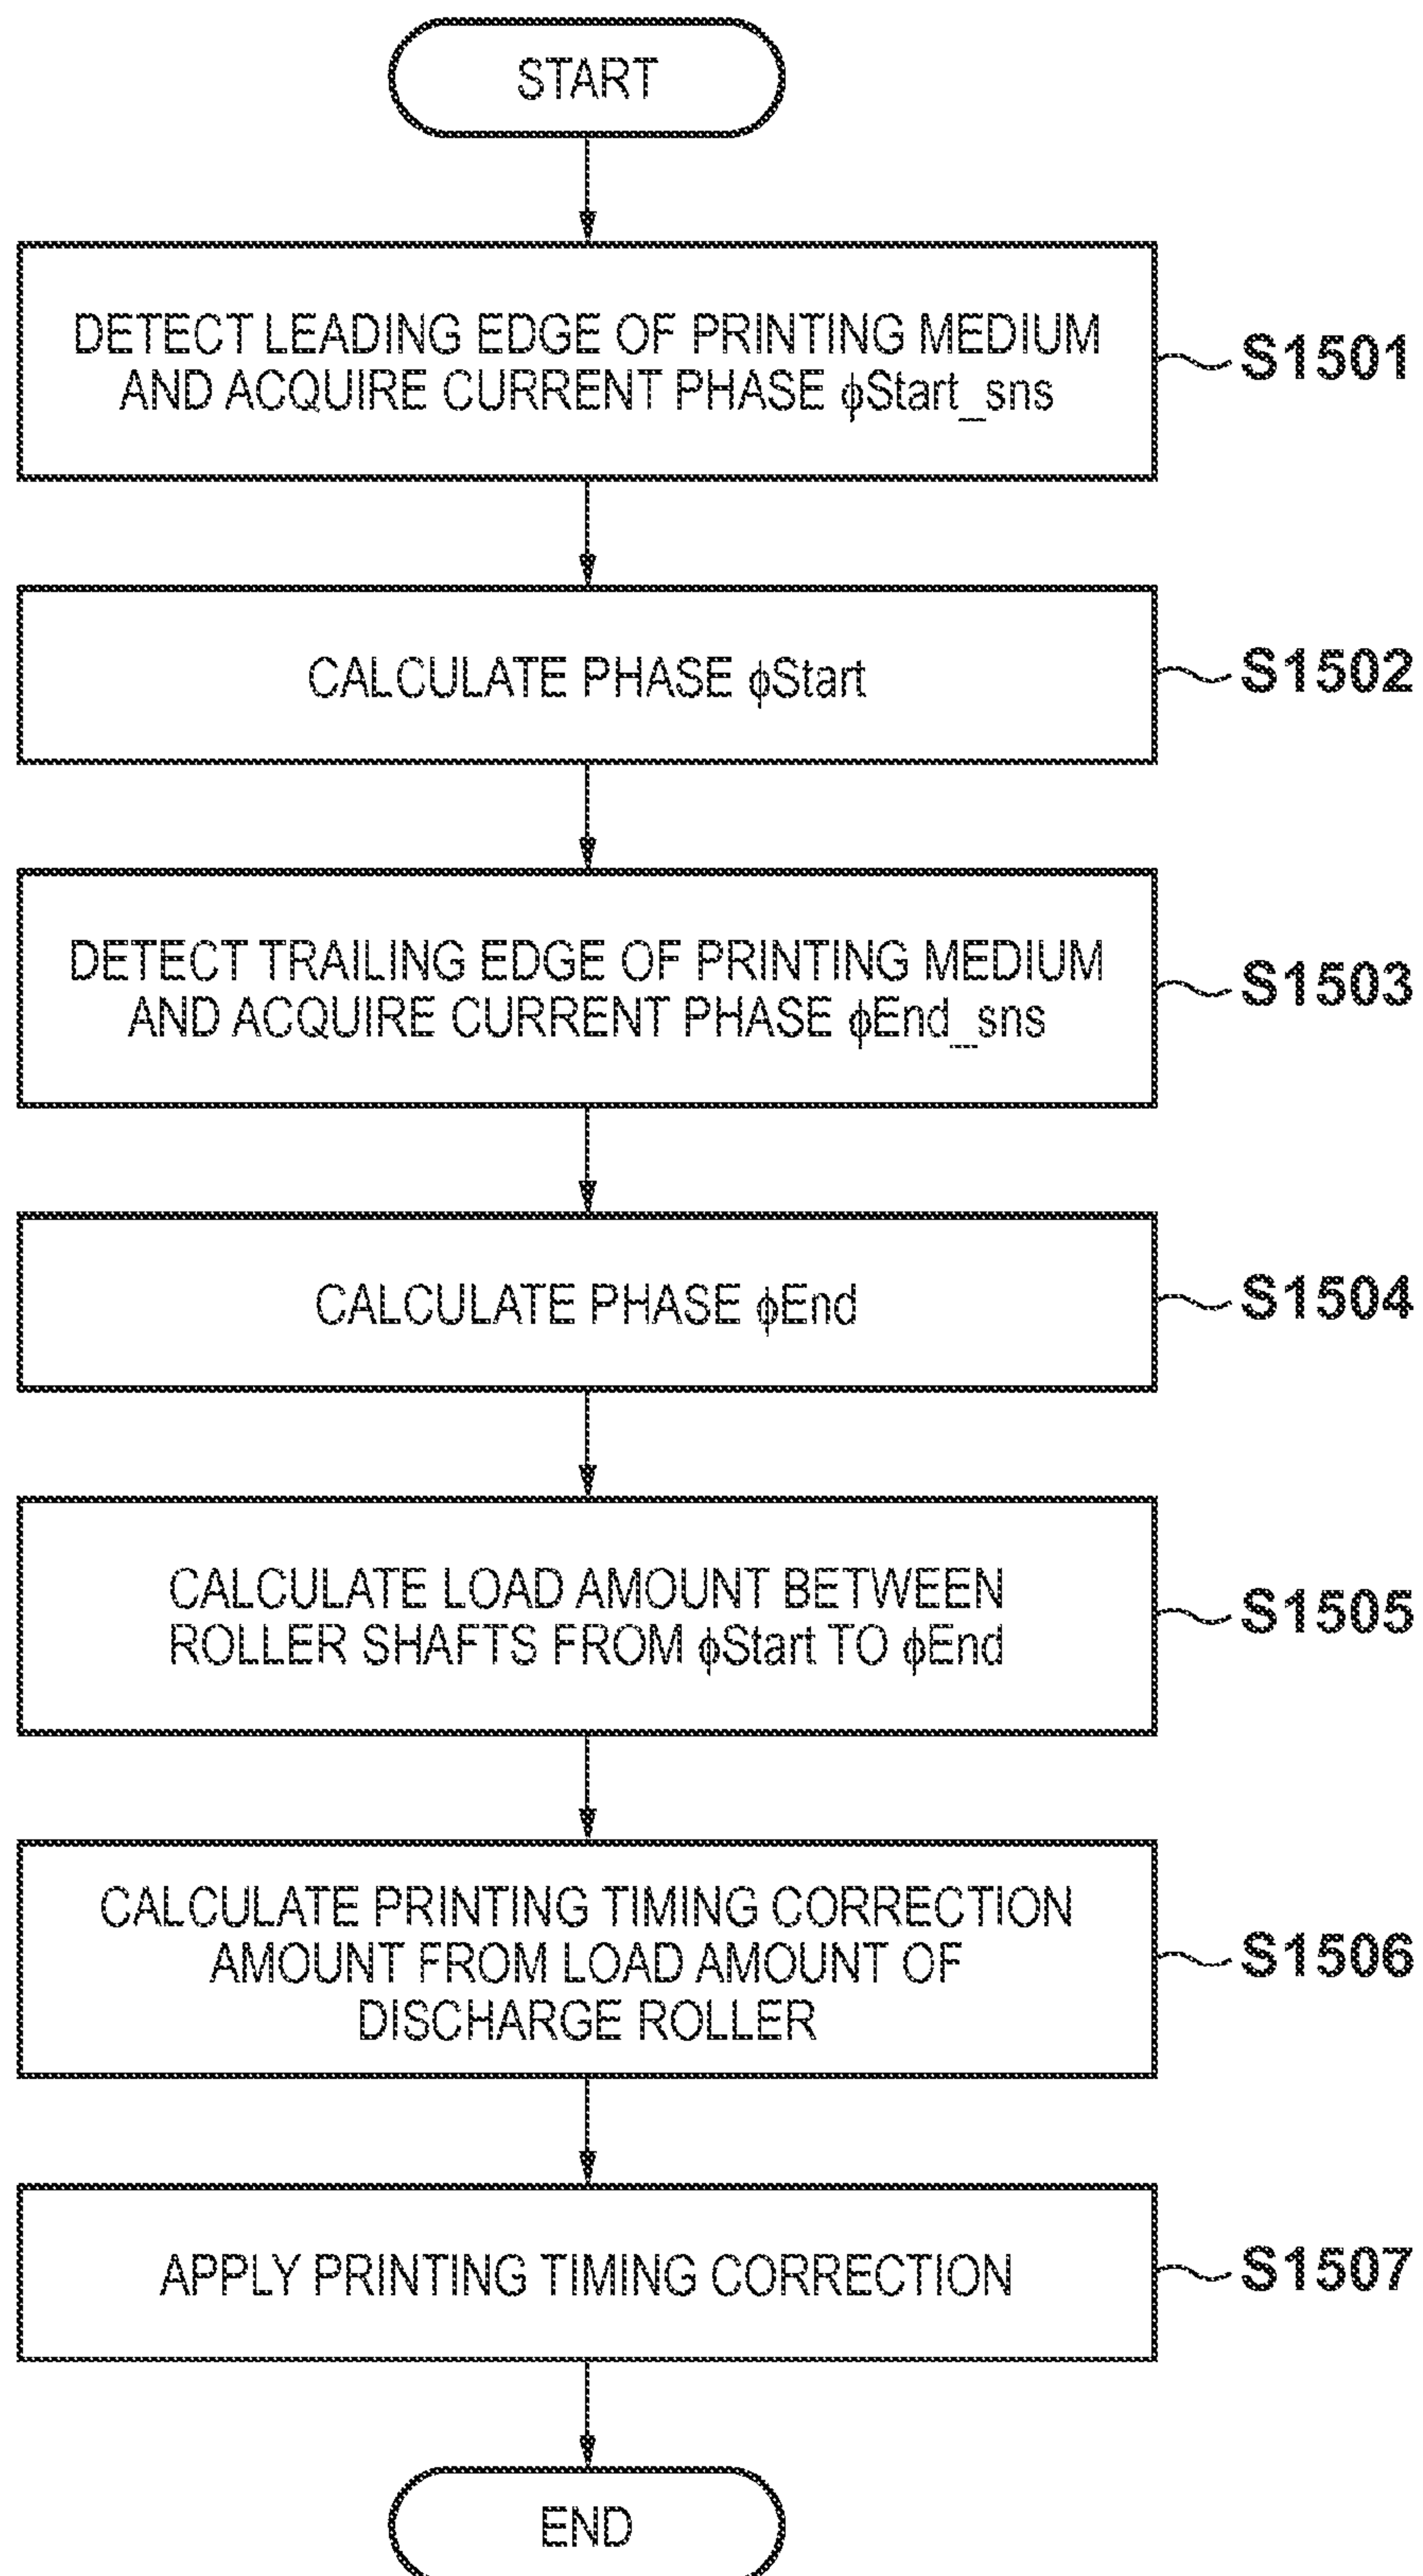 START
DETECT LEADING EDGE OF PRINTING MEDIUM
AND ACQUIRE CURRENT PHASE ϕStart_sns
S1501
CALCULATE PHASE ϕStart
S1502
DETECT TRAILING EDGE OF PRINTING MEDIUM
AND ACQUIRE CURRENT PHASE ϕEnd_sns
S1503
CALCULATE PHASE ϕEnd
S1504
CALCULATE LOAD AMOUNT BETWEEN
ROLLER SHAFTS FROM ϕStart TO ϕEnd
S1505
CALCULATE PRINTING TIMING CORRECTION
AMOUNT FROM LOAD AMOUNT OF
DISCHARGE ROLLER
S1506
APPLY PRINTING TIMING CORRECTION
S1507
END